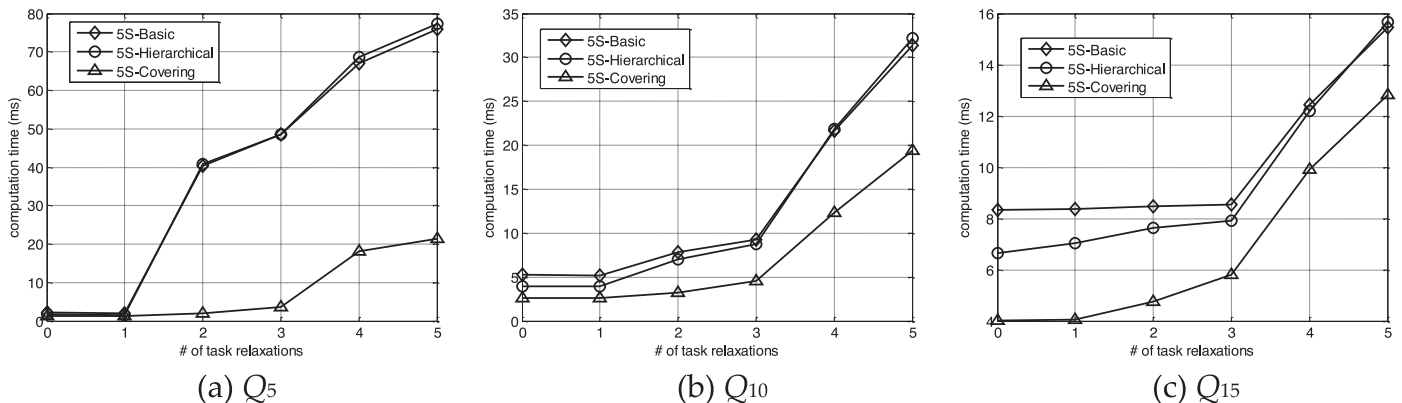 80
70
60
50
40
30
20
10
0
computation time (ms)
5S-Basic
5S-Hierarchical
5S-Covering
0 1 2 3 4 5
# of task relaxations
(a) Q5
35
30
25
20
15
10
5
0
computation time (ms)
5S-Basic
5S-Hierarchical
5S-Covering
0 1 2 3 4 5
# of task relaxations
(b) Q10
16
14
12
10
8
6
4
computation time (ms)
5S-Basic
5S-Hierarchical
5S-Covering
0 1 2 3 4 5
# of task relaxations
(c) Q15